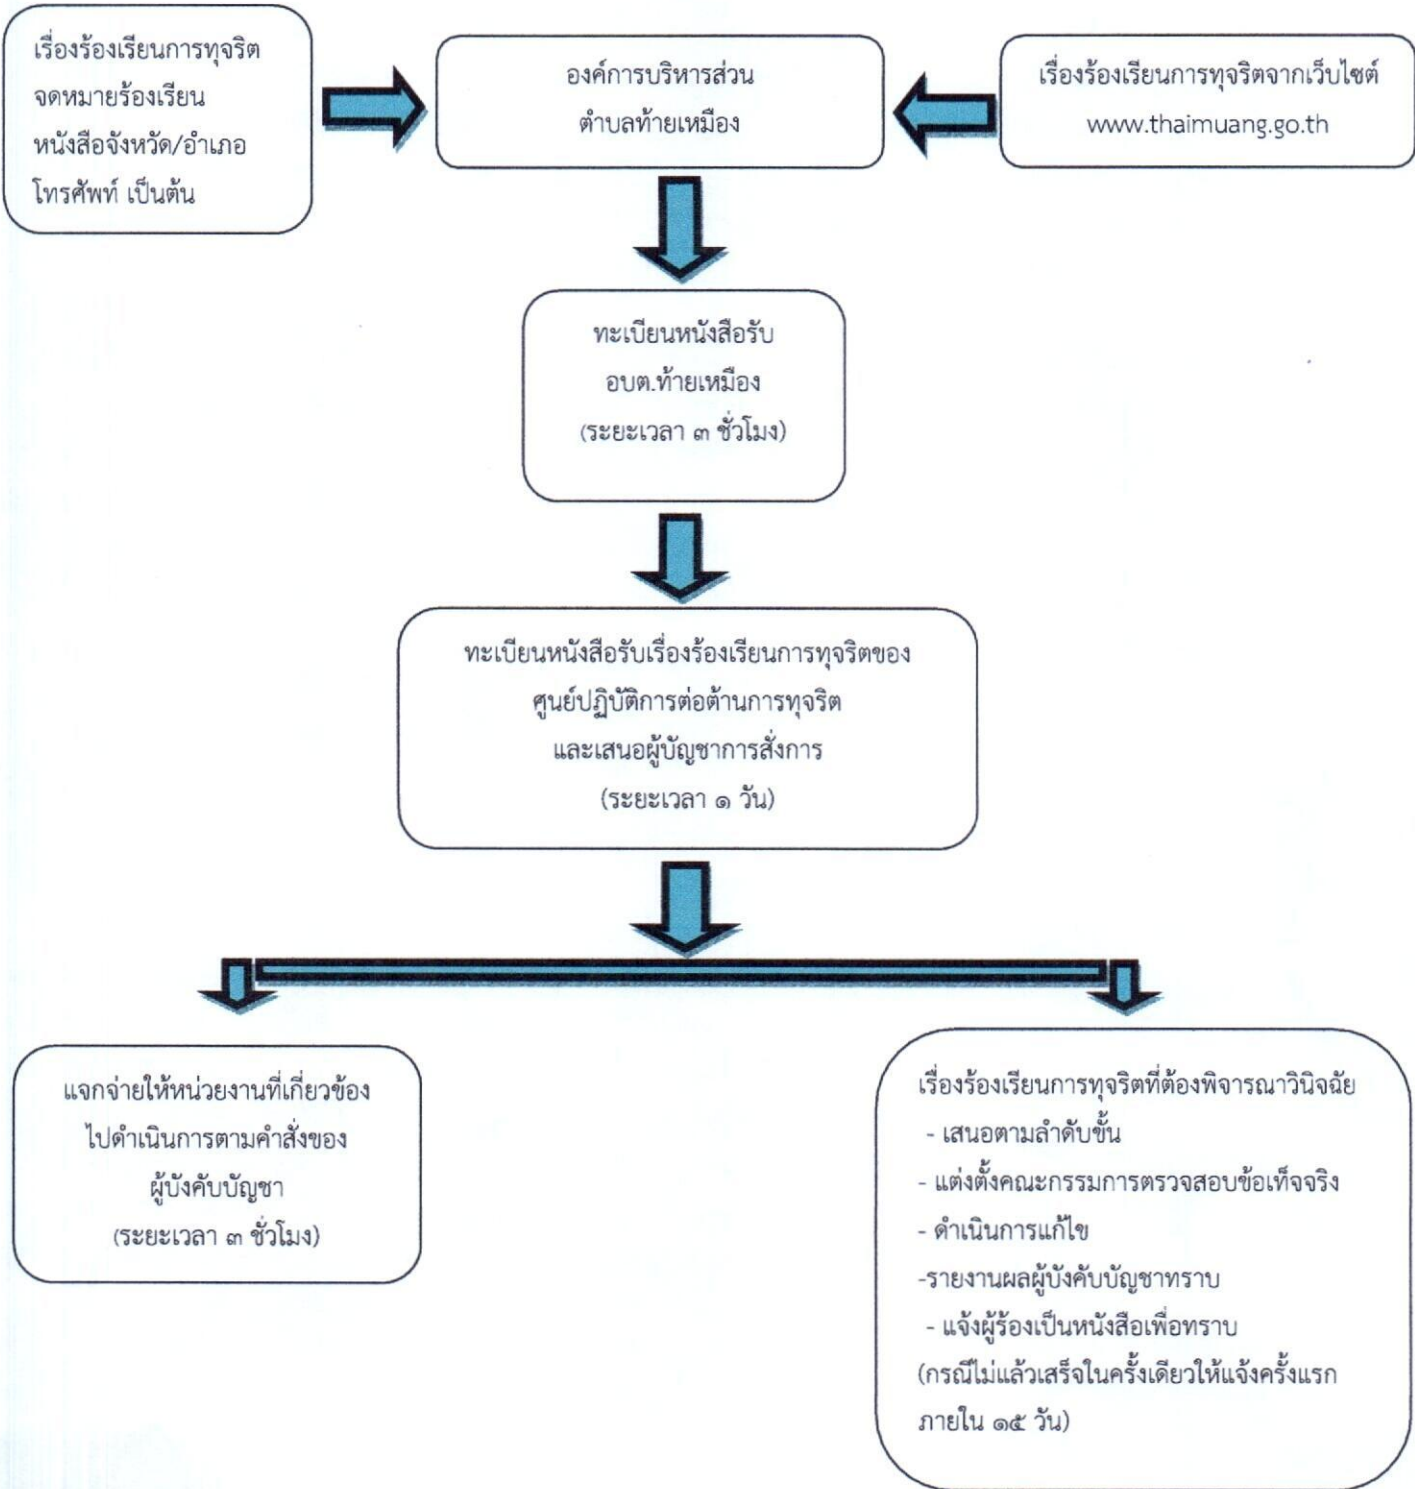 เรื่องร้องเรียนการทุจริต
จดหมายร้องเรียน
หนังสือจังหวัด/อำเภอ
โทรศัพท์ เป็นต้น
องค์การบริหารส่วน
ตำบลท้ายเหมือง
เรื่องร้องเรียนการทุจริตจากเว็บไซต์
www.thaimuang.go.th
ทะเบียนหนังสือรับ
อบต.ท้ายเหมือง
(ระยะเวลา ๓ ชั่วโมง)
ทะเบียนหนังสือรับเรื่องร้องเรียนการทุจริตของ
ศูนย์ปฏิบัติการต่อต้านการทุจริต
และเสนอผู้บัญชาการสั่งการ
(ระยะเวลา ๑ วัน)
แจกจ่ายให้หน่วยงานที่เกี่ยวข้อง
ไปดำเนินการตามคำสั่งของ
ผู้บังคับบัญชา
(ระยะเวลา ๓ ชั่วโมง)
เรื่องร้องเรียนการทุจริตที่ต้องพิจารณาวินิจฉัย
- เสนอตามลำดับขั้น
- แต่งตั้งคณะกรรมการตรวจสอบข้อเท็จจริง
- ดำเนินการแก้ไข
-รายงานผลผู้บังคับบัญชาทราบ
- แจ้งผู้ร้องเป็นหนังสือเพื่อทราบ
(กรณีไม่แล้วเสร็จในครั้งเดียวให้แจ้งครั้งแรก
ภายใน ๑๕ วัน)